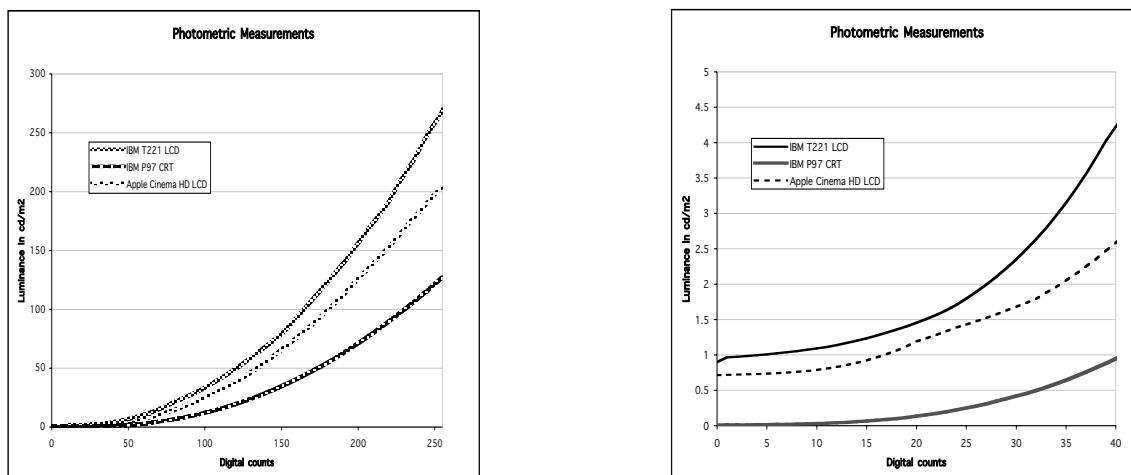 Photometric Measurements
300
250
200
150
100
50
0
Luminance in cd/m2
IBM T221 LCD
IBM P97 CRT
Apple Cinema HD LCD
0 50 100 150 200 250
Digital counts
Photometric Measurements
5
4.5
4
3.5
3
2.5
2
1.5
1
0.5
0
Luminance in cd/m2
IBM T221 LCD
IBM P97 CRT
Apple Cinema HD LCD
0 5 10 15 20 25 30 35 40
Digital counts